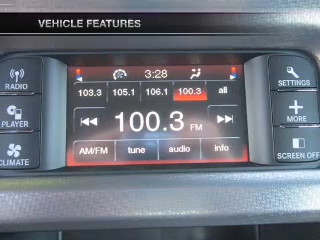 VEHICLE FEATURES
3:28
103.3 105.1 106.1 100.3 all
RADIO
SETTINGS
100.3 FM
PLAYER
MORE
AM/FM tune audio info
CLIMATE
SCREEN OFF